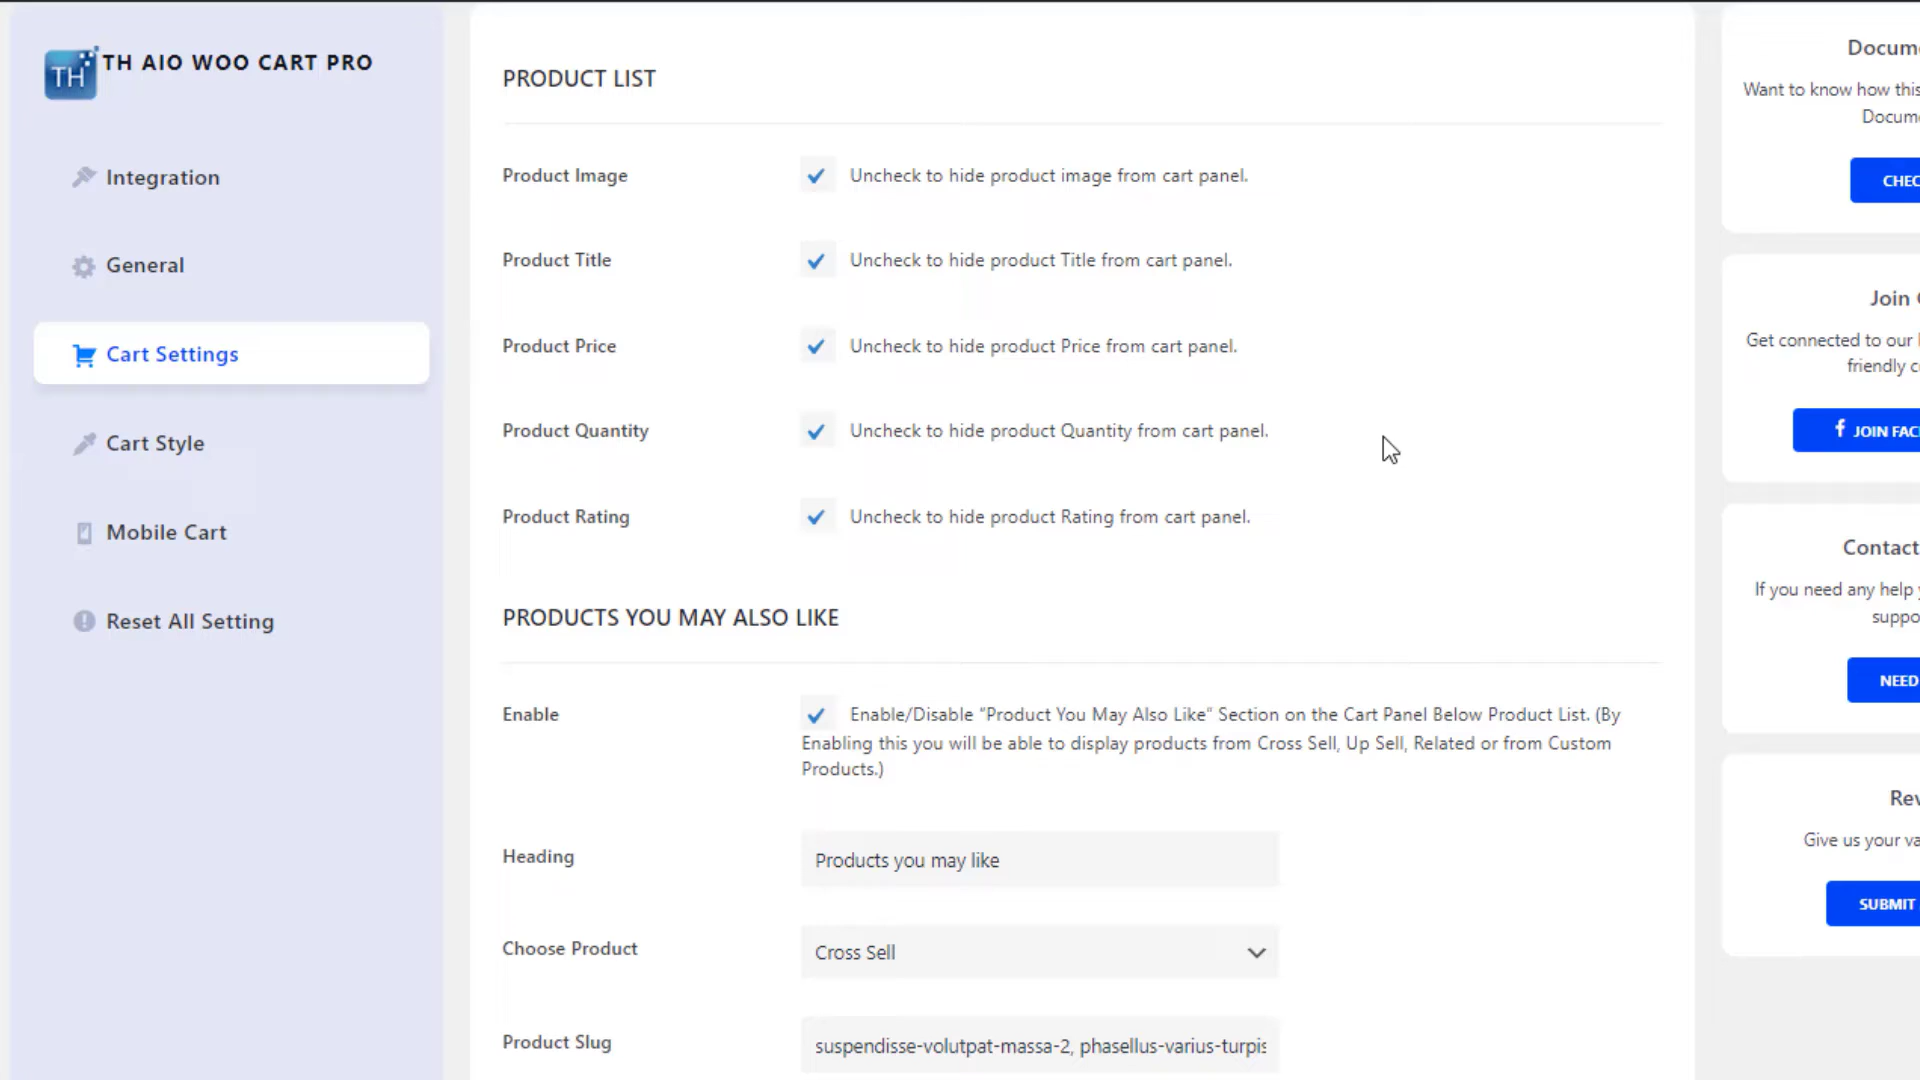 TH AIO WOO CART PRO
TH
Integration
General
Cart Settings
Cart Style
Mobile Cart
Reset All Setting
PRODUCT LIST
Product Image
Uncheck to hide product image from cart panel.
Product Title
Uncheck to hide product Title from cart panel.
Product Price
Uncheck to hide product Price from cart panel.
Product Quantity
Uncheck to hide product Quantity from cart panel.
Product Rating
Uncheck to hide product Rating from cart panel.
PRODUCTS YOU MAY ALSO LIKE
Enable
Enable/Disable “Product You May Also Like” Section on the Cart Panel Below Product List. (By
Enabling this you will be able to display products from Cross Sell, Up Sell, Related or from Custom
Products.)
Heading
Products you may like
Choose Product
Cross Sell
Product Slug
suspendisse-volutpat-massa-2, phasellus-varius-turpis
Docum
Want to know how this
Docum
CHEC
Join
Get connected to our
friendly c
JOIN FAC
Contact
If you need any help
suppo
NEED
Rev
Give us your va
SUBMIT